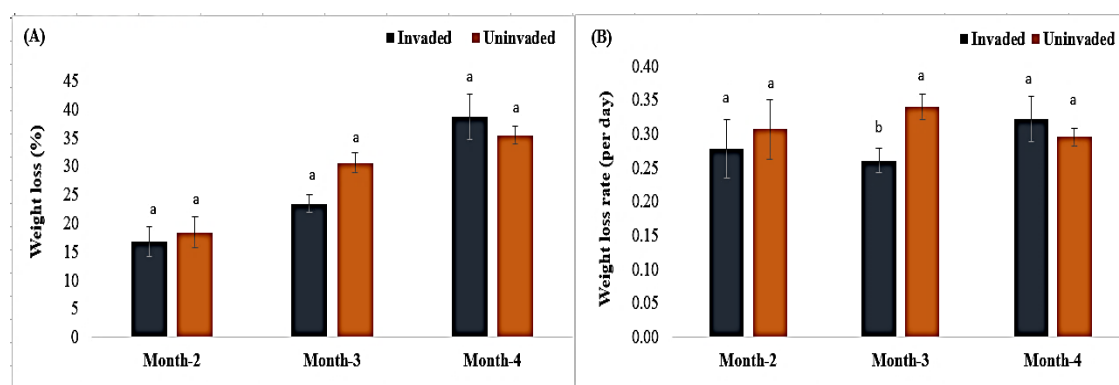 (A)
Invaded Uninvaded
Weight loss (%)
45
40
35
30
25
20
15
10
5
0
a a
a a
a a
Month-2 Month-3 Month-4
(B)
Invaded Uninvaded
Weight loss rate (per day)
0.40
0.35
0.30
0.25
0.20
0.15
0.10
0.05
0.00
a a
b a
a a
Month-2 Month-3 Month-4